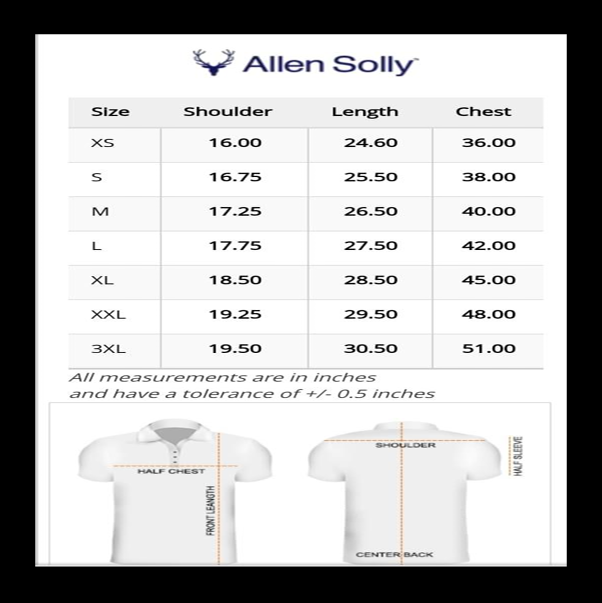 Allen Solly™
Size Shoulder Length Chest
XS 16.00 24.60 36.00
S 16.75 25.50 38.00
M 17.25 26.50 40.00
L 17.75 27.50 42.00
XL 18.50 28.50 45.00
XXL 19.25 29.50 48.00
3XL 19.50 30.50 51.00
All measurements are in inches
and have a tolerance of +/- 0.5 inches
HALF CHEST
FRONT LEANGTH
SHOULDER
HALF SLEEVE
CENTER BACK